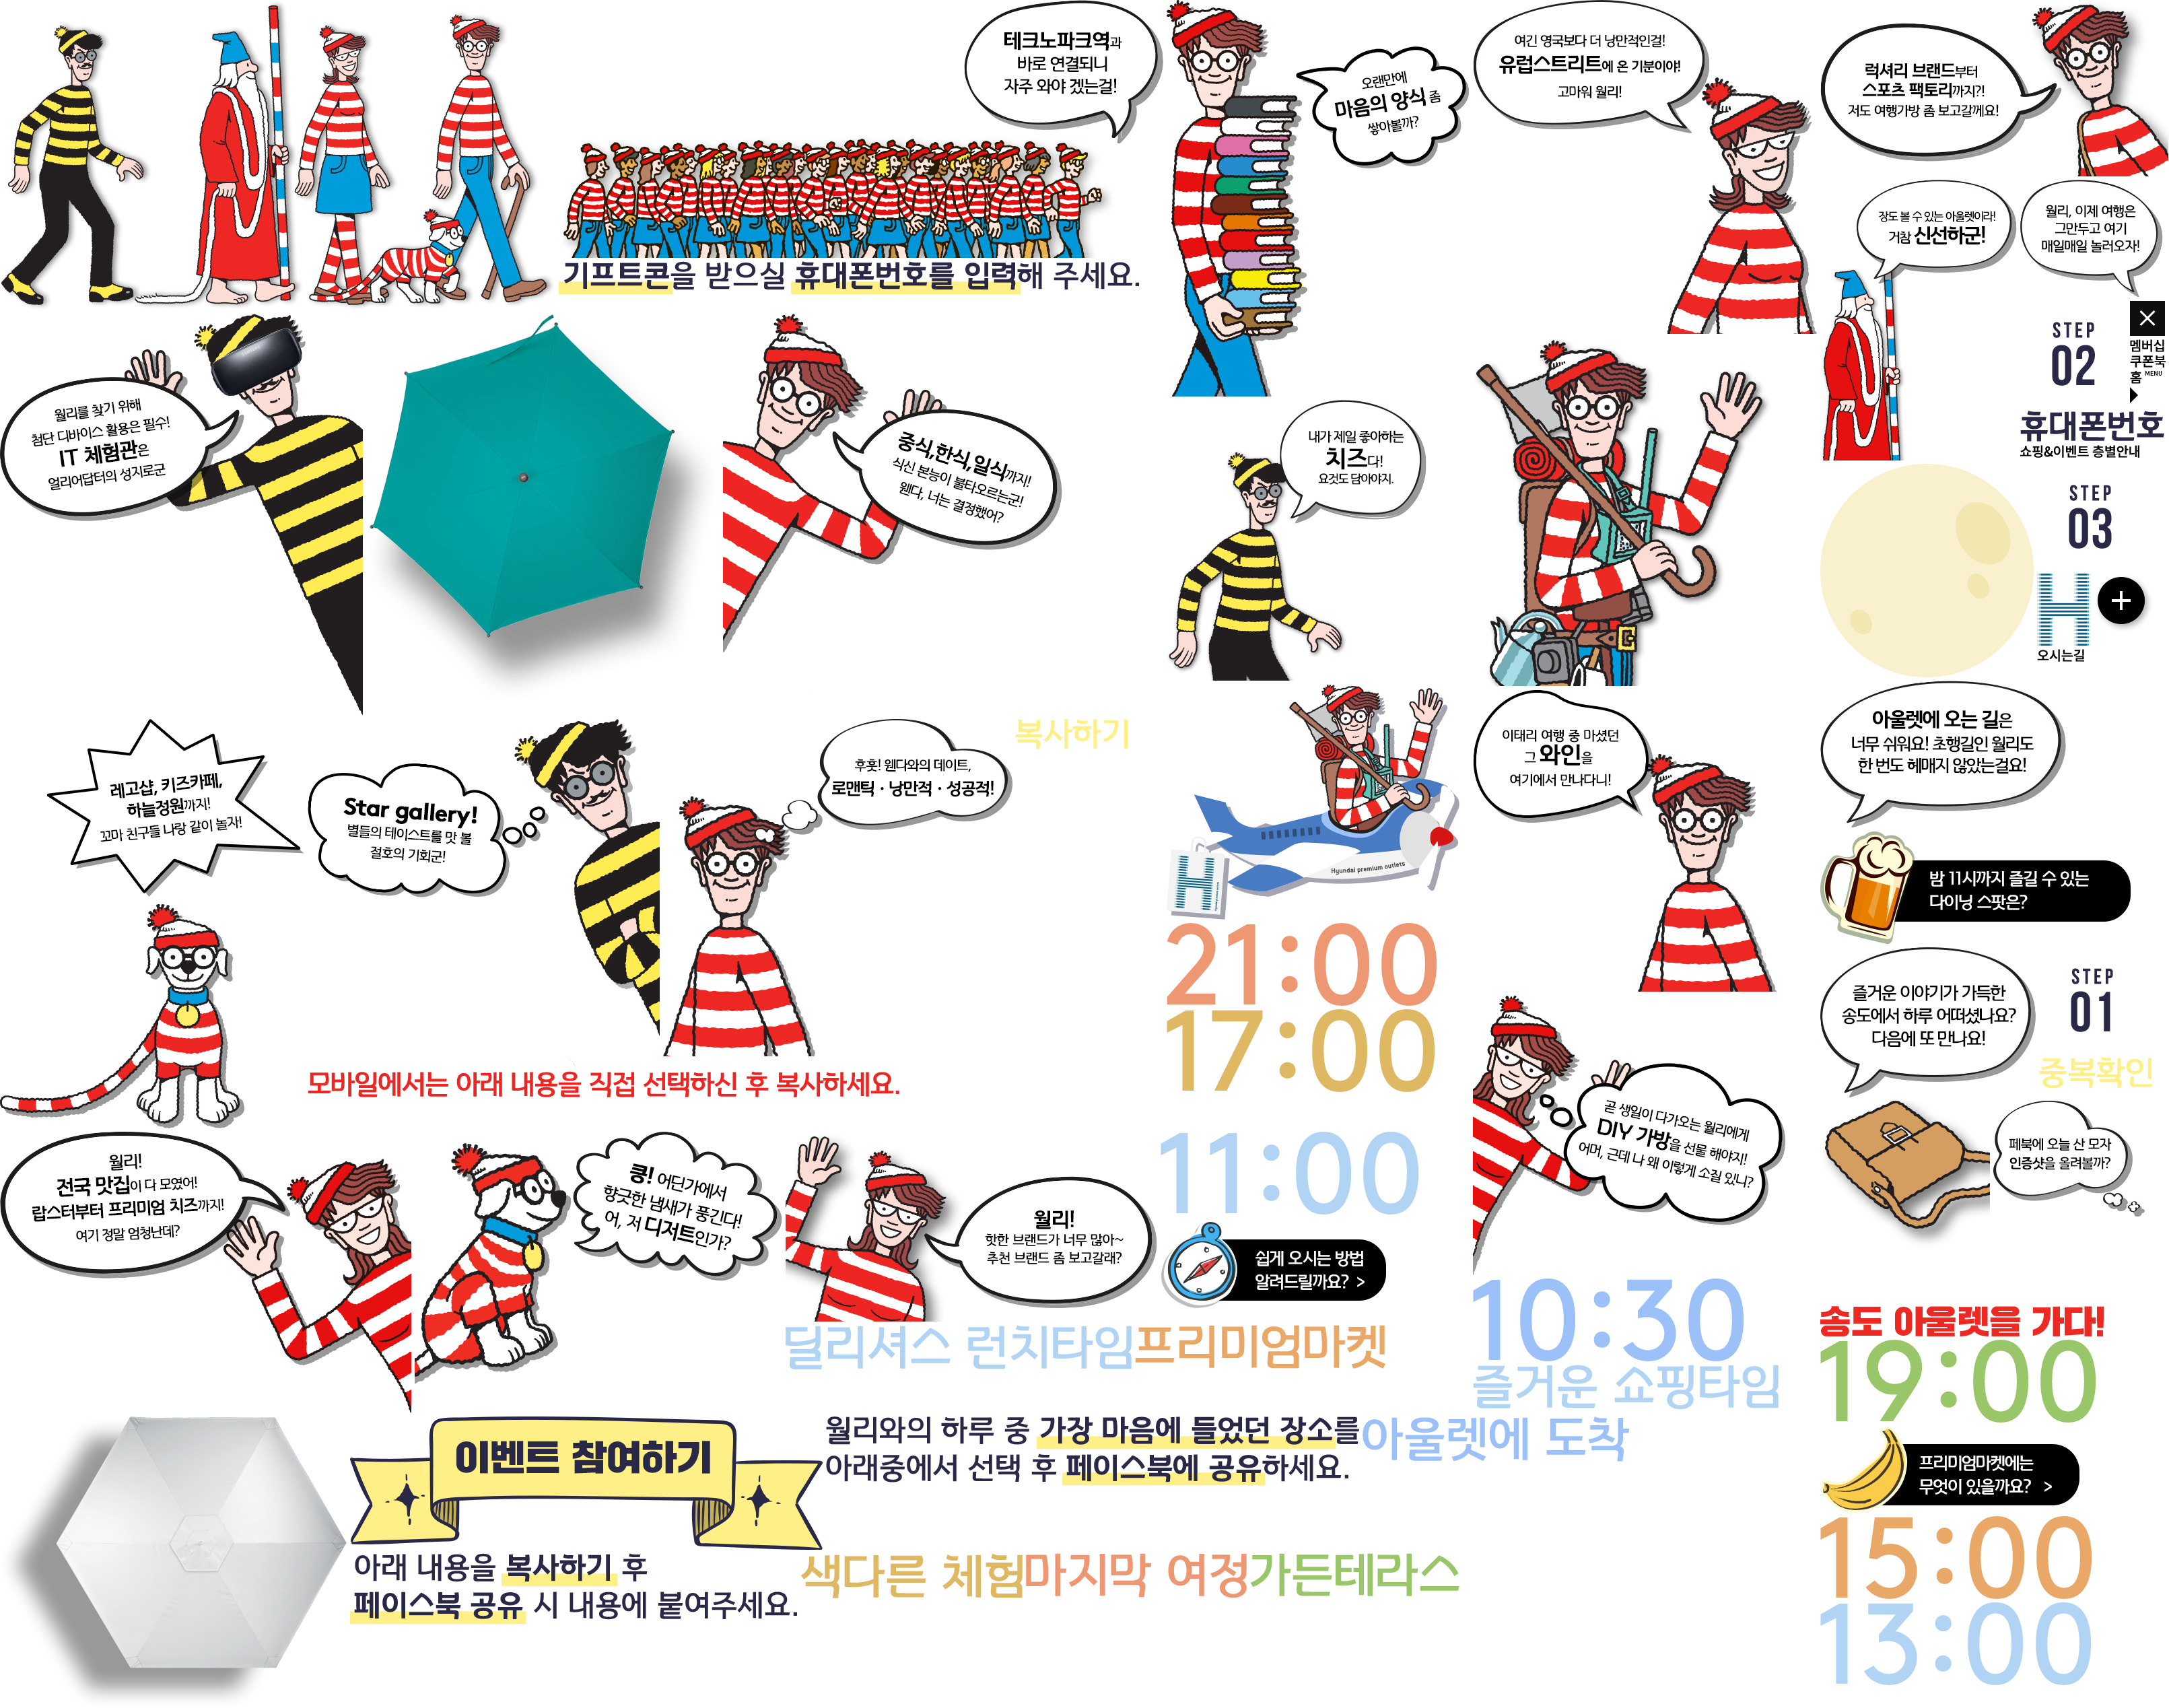 테크노파크역과
바로 연결되니
자주 와야 겠는걸!
오랜만에
마음의 양식 좀
쌓아볼까?
여긴 영국보다 더 낭만적인걸!
유럽스트리트에 온 기분이야!
고마워 월리!
럭셔리 브랜드부터
스포츠 팩토리까지?!
저도 여행가방 좀 보고갈께요!
장도 볼 수 있는 아울렛이라!
거참 신선하군!
월리, 이제 여행은
그만두고 여기
매일매일 놀러오자!
기프트콘을 받으실 휴대폰번호를 입력해 주세요.
STEP
02
멤버십
쿠폰북
홈 MENU
휴대폰번호
쇼핑&이벤트 층별안내
월리를 찾기 위해
첨단 디바이스 활용은 필수!
IT 체험관은
얼리어답터의 성지로군
중식,한식,일식까지!
식신 본능이 불타오르는군!
웬다, 너는 결정했어?
내가 제일 좋아하는
치즈다!
요것도 담아야지.
STEP
03
H
오시는길
레고샵, 키즈카페,
하늘정원까지!
꼬마 친구들 나랑 같이 놀자!
Star gallery!
별들의 테이스트를 맛 볼
절호의 기회군!
후훗! 웬다와의 데이트,
로맨틱 · 낭만적 · 성공적!
복사하기
Hyundai premium outlets
H
이태리 여행 중 마셨던
그 와인을
여기에서 만나다니!
아울렛에 오는 길은
너무 쉬워요! 초행길인 월리도
한 번도 헤매지 않았는걸요!
밤 11시까지 즐길 수 있는
다이닝 스팟은?
21:00
17:00
즐거운 이야기가 가득한
송도에서 하루 어떠셨나요?
다음에 또 만나요!
STEP
01
중복확인
모바일에서는 아래 내용을 직접 선택하신 후 복사하세요.
월리!
전국 맛집이 다 모였어!
랍스터부터 프리미엄 치즈까지!
여기 정말 엄청난데?
킁! 어딘가에서
향긋한 냄새가 풍긴다!
어, 저 디저트인가?
월리!
핫한 브랜드가 너무 많아~
추천 브랜드 좀 보고갈래?
11:00
쉽게 오시는 방법
알려드릴까요? >
곧 생일이 다가오는 월리에게
DIY 가방을 선물 해야지!
어머, 근데 나 왜 이렇게 소질 있니?
페북에 오늘 산 모자
인증샷을 올려볼까?
딜리셔스 런치타임
프리미엄마켓
10:30
즐거운 쇼핑타임
송도 아울렛을 가다!
19:00
이벤트 참여하기
월리와의 하루 중 가장 마음에 들었던 장소를
아래중에서 선택 후 페이스북에 공유하세요.
아울렛에 도착
프리미엄마켓에는
무엇이 있을까요? >
아래 내용을 복사하기 후
페이스북 공유 시 내용에 붙여주세요.
색다른 체험
마지막 여정
가든테라스
15:00
13:00